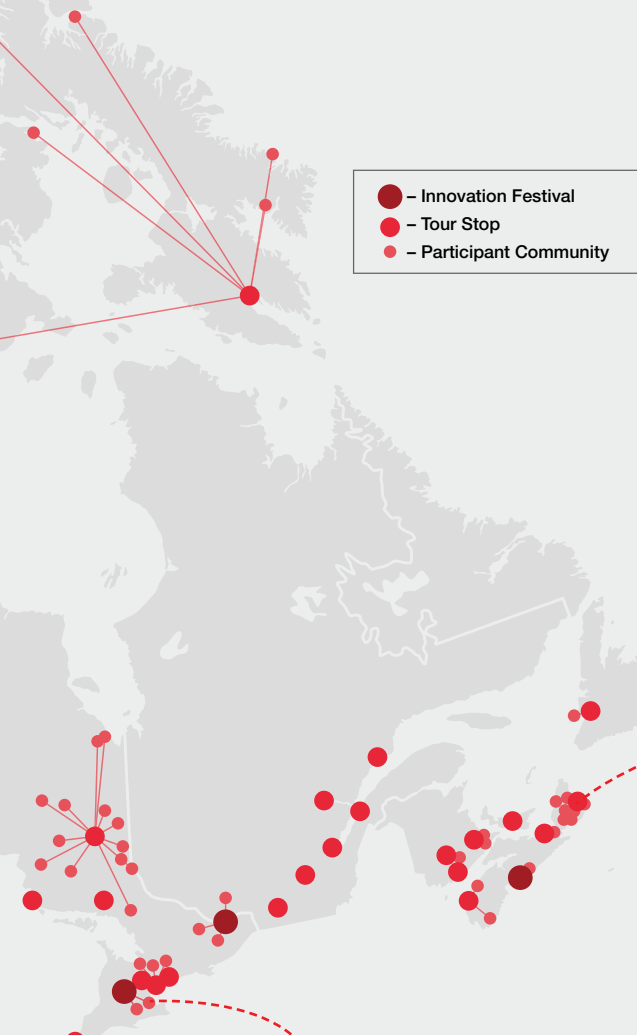 – Innovation Festival
– Tour Stop
– Participant Community